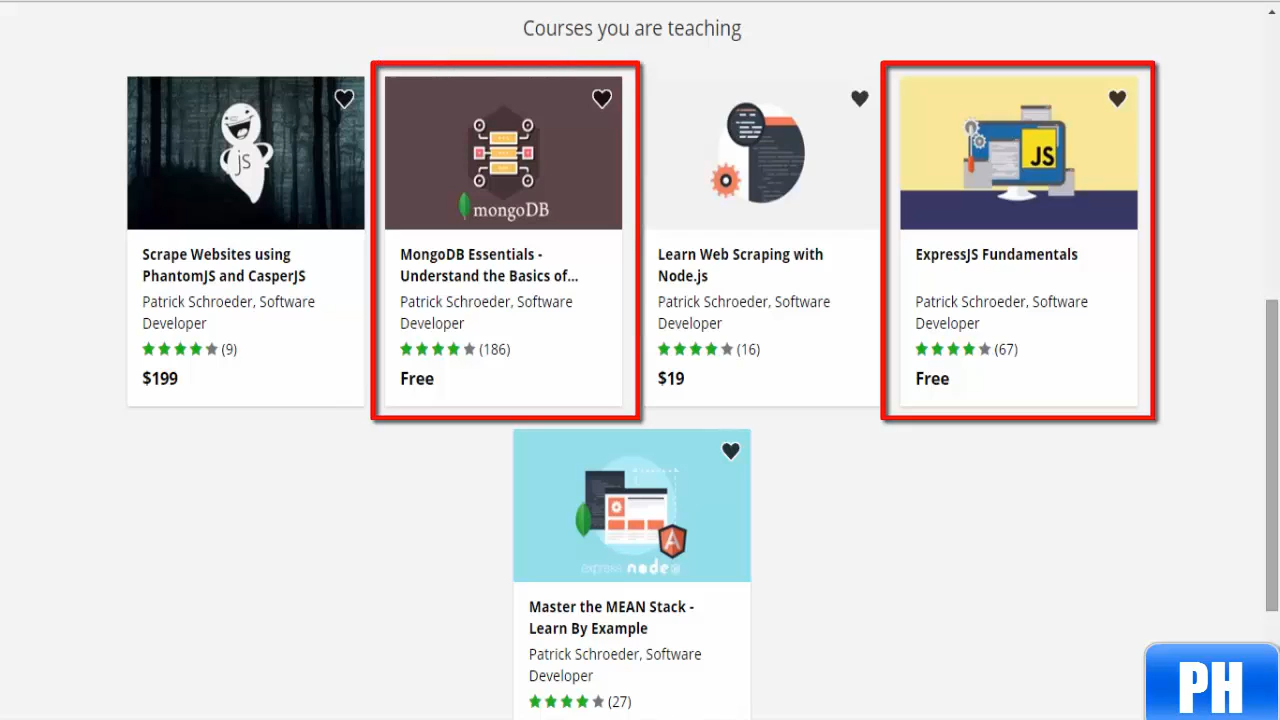 Courses you are teaching
js
mongoDB
JS
Scrape Websites using
PhantomJS and CasperJS
Patrick Schroeder, Software
Developer
(9)
$199
MongoDB Essentials -
Understand the Basics of...
Patrick Schroeder, Software
Developer
(186)
Free
Learn Web Scraping with
Node.js
Patrick Schroeder, Software
Developer
(16)
$19
ExpressJS Fundamentals
Patrick Schroeder, Software
Developer
(67)
Free
express node
A
Master the MEAN Stack -
Learn By Example
Patrick Schroeder, Software
Developer
(27)
PH